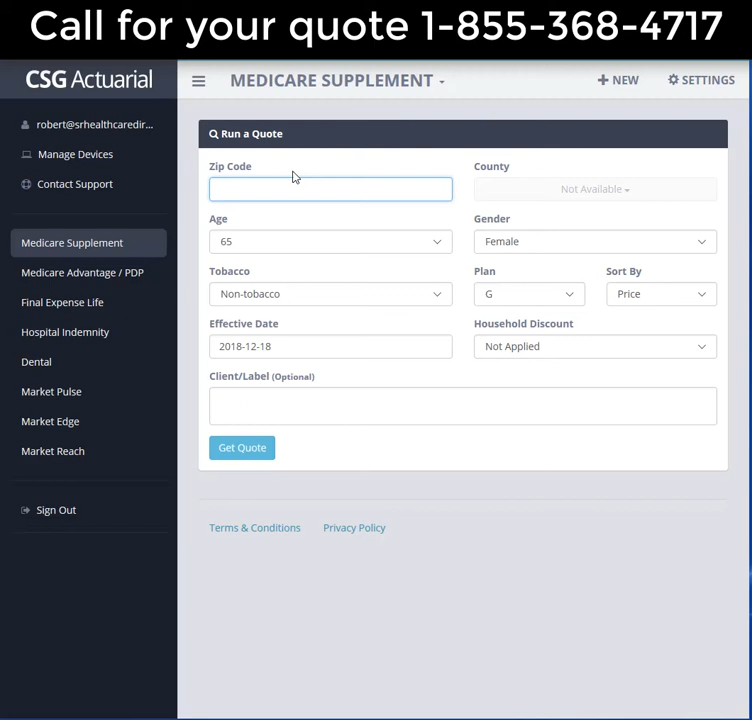 Call for your quote 1-855-368-4717
CSG Actuarial
MEDICARE SUPPLEMENT
NEW
SETTINGS
robert@srhealthcaredir...
Manage Devices
Contact Support
Medicare Supplement
Medicare Advantage / PDP
Final Expense Life
Hospital Indemnity
Dental
Market Pulse
Market Edge
Market Reach
Sign Out
Run a Quote
Zip Code
County
Not Available
Age
Gender
65
Female
Tobacco
Plan
Sort By
Non-tobacco
G
Price
Effective Date
Household Discount
2018-12-18
Not Applied
Client/Label (Optional)
Get Quote
Terms & Conditions
Privacy Policy